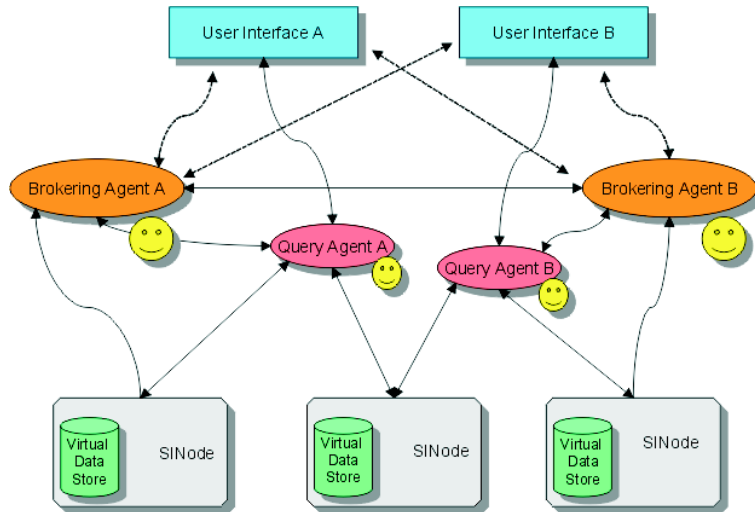 User Interface A
User Interface B
Brokering Agent A
Brokering Agent B
Query Agent A
Query Agent B
Virtual
Data
Store
SINode
Virtual
Data
Store
SINode
Virtual
Data
Store
SINode